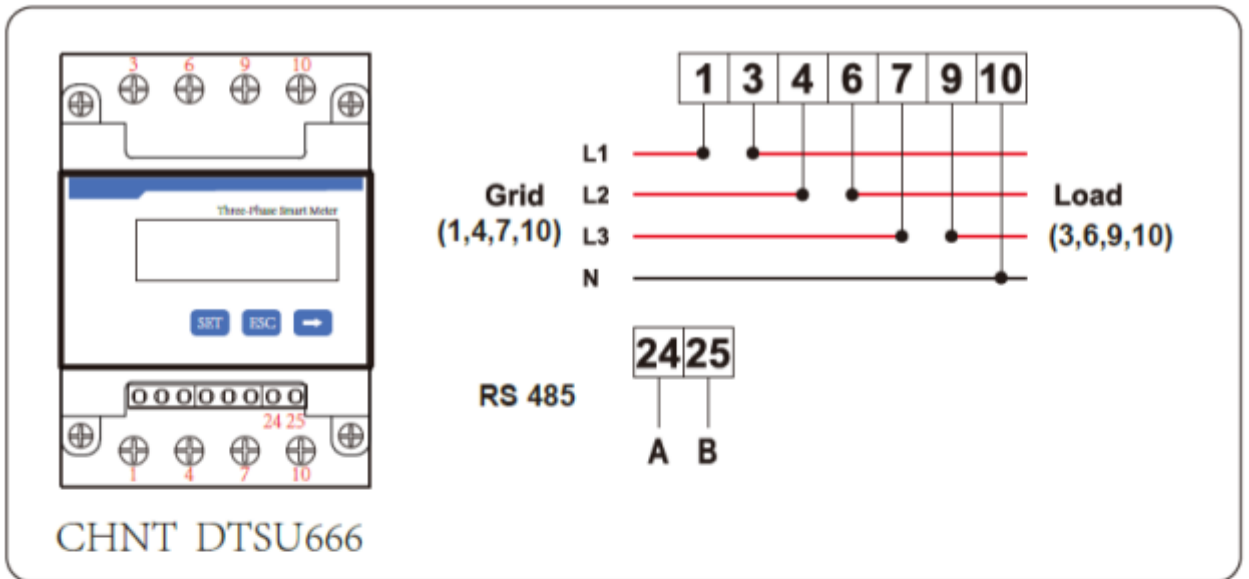 3 6 9 10
Three-Phase Smart Meter
SET ESC
24 25
1 4 7 10
CHNT DTSU666
1 3 4 6 7 9 10
L1
Grid L2 Load
(1,4,7,10) L3 (3,6,9,10)
N
24 25
RS 485
A B